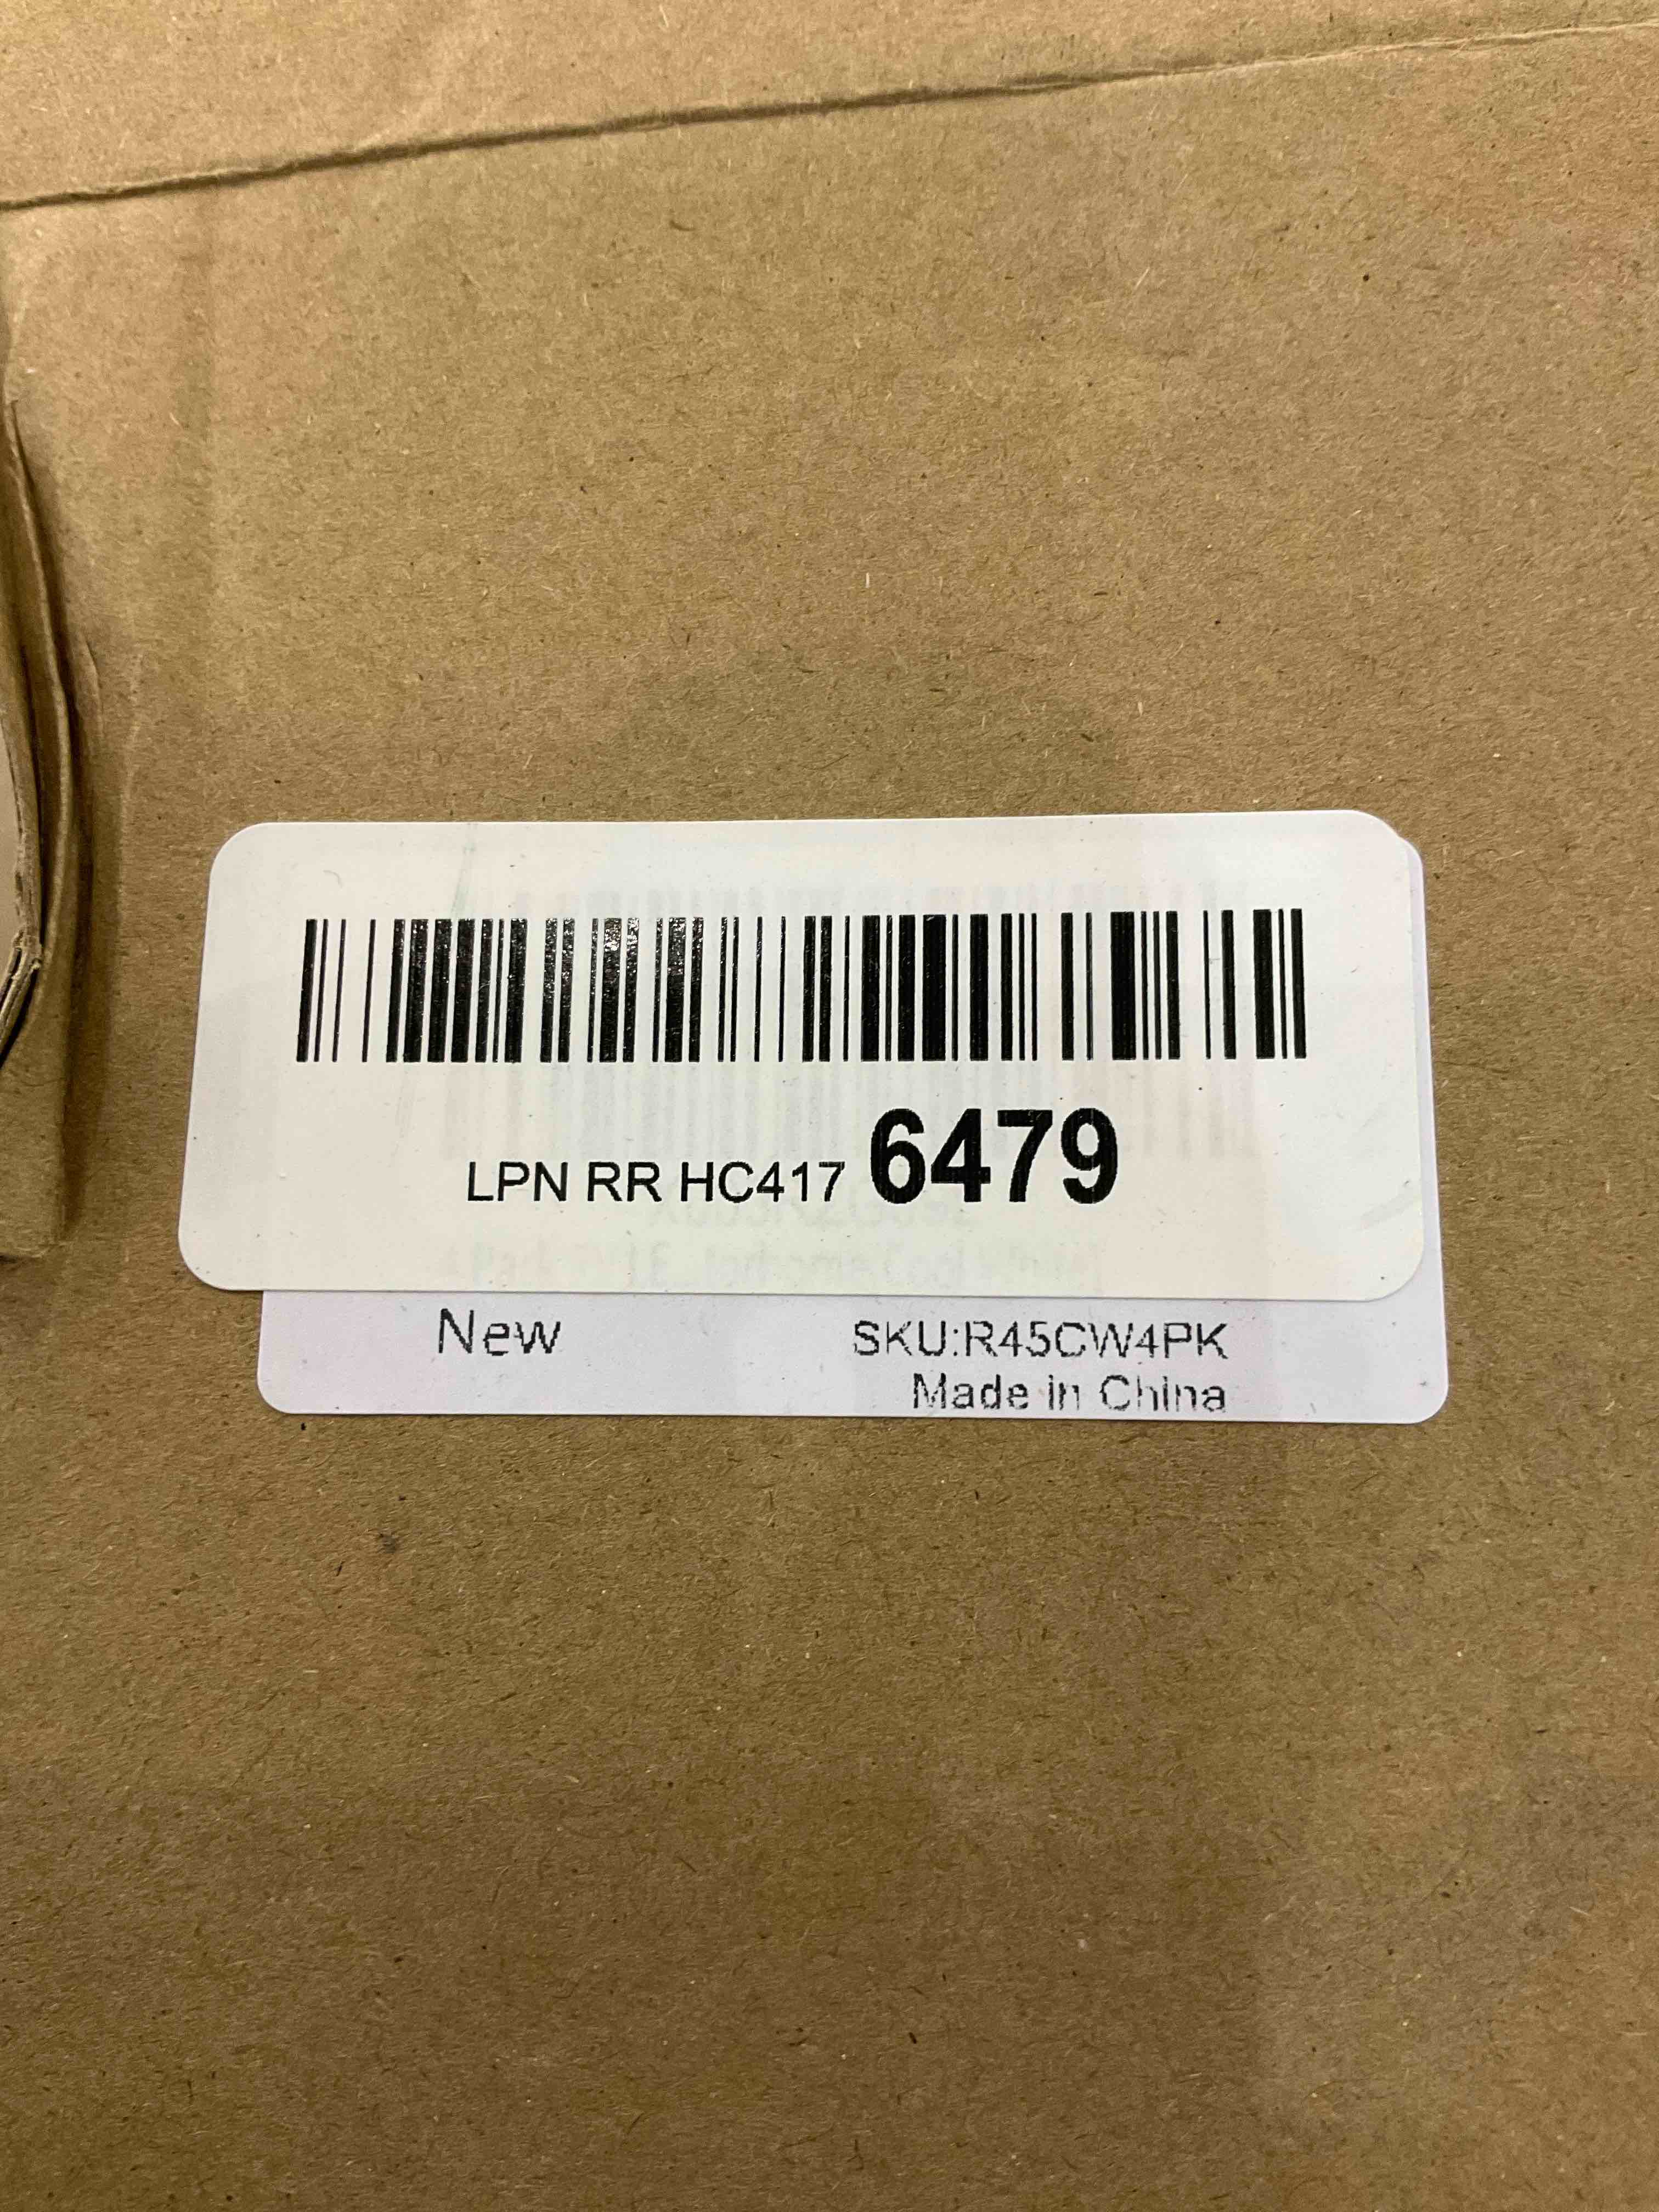 LPN RR HC417 6479
New SKU:R45CW4PK
Made in China